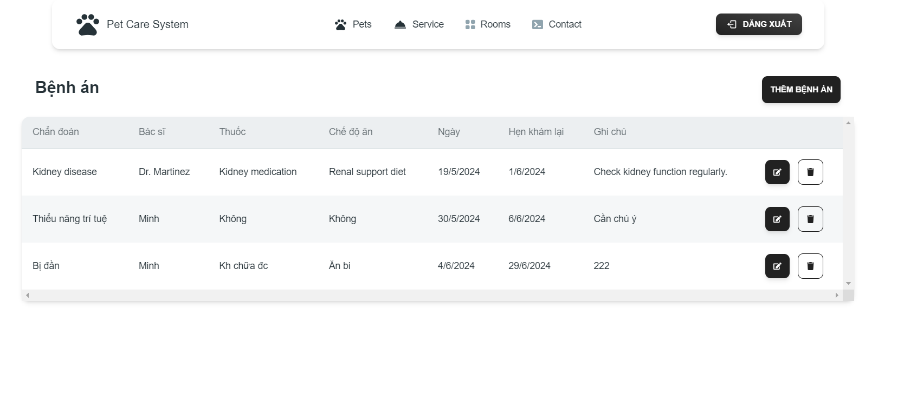 Pet Care System Pets Service Rooms Contact ĐĂNG XUẤT
Bệnh án THÊM BỆNH ÁN
Chẩn đoán Bác sĩ Thuốc Chế độ ăn Ngày Hẹn khám lại Ghi chú
Kidney disease Dr. Martinez Kidney medication Renal support diet 19/5/2024 1/6/2024 Check kidney function regularly.
Thiểu năng trí tuệ Minh Không Không 30/5/2024 6/6/2024 Cần chú ý
Bị đần Minh Kh chữa đc Ăn bi 4/6/2024 29/6/2024 222